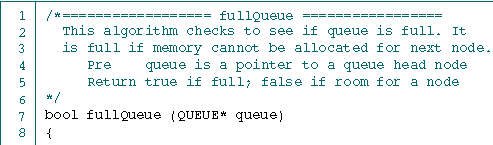 1 /*================== fullQueue =================
2 This algorithm checks to see if queue is full. It
3 is full if memory cannot be allocated for next node.
4 Pre queue is a pointer to a queue head node
5 Return true if full; false if room for a node
6 */
7 bool fullQueue (QUEUE* queue)
8 {